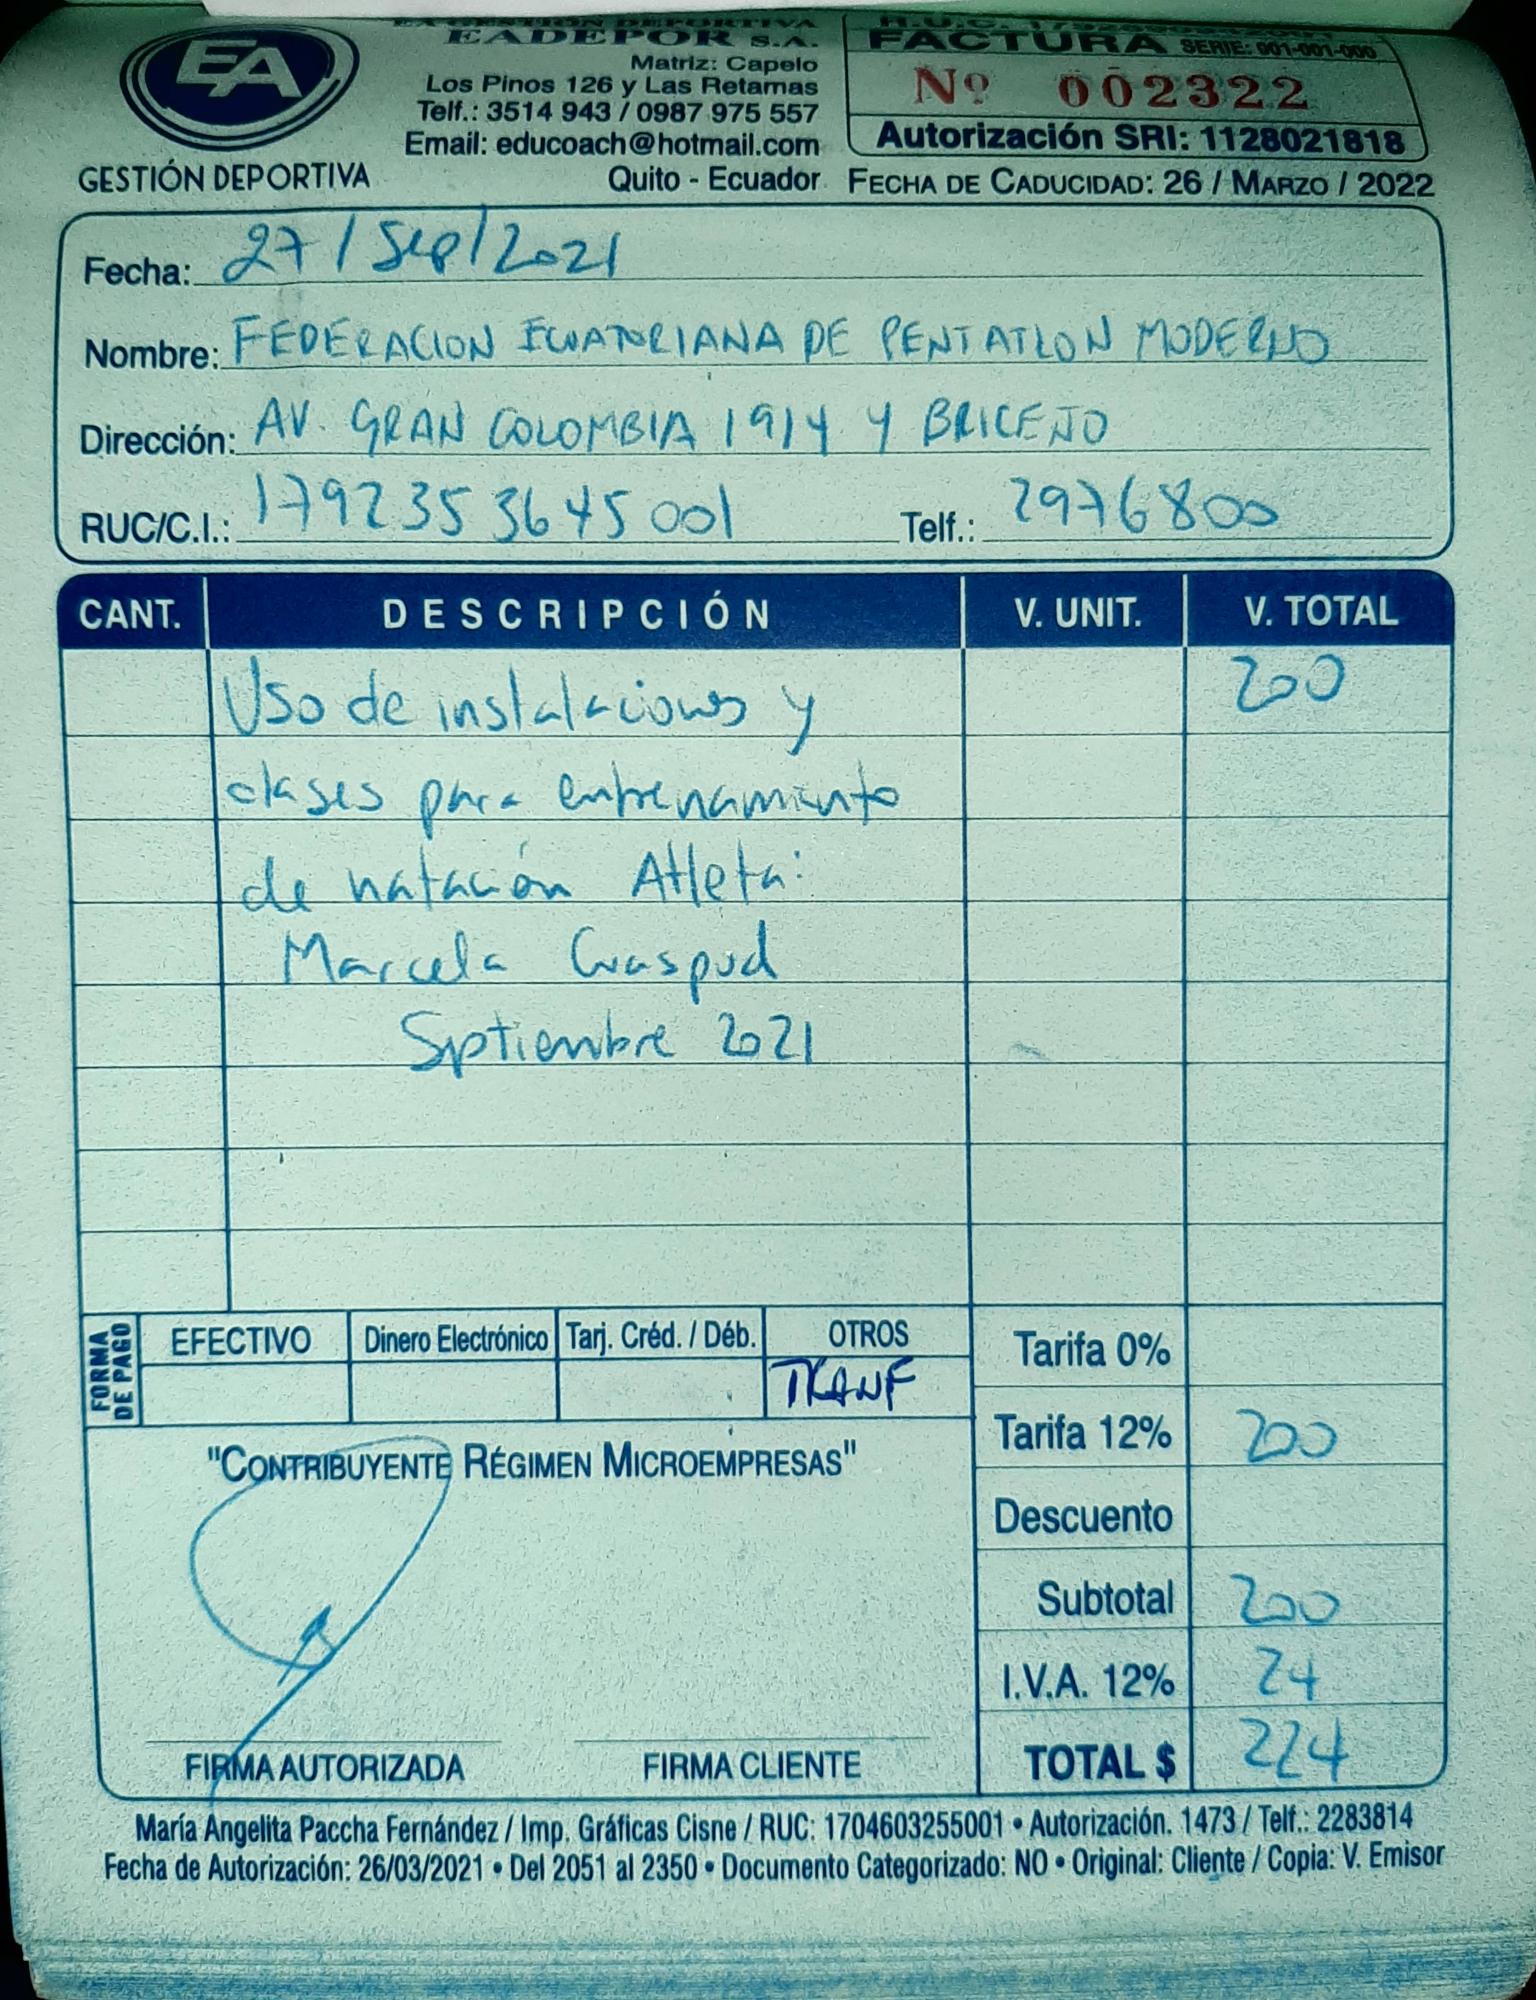 EA
GESTIÓN DEPORTIVA
EADEPOR S.A.
Matriz: Capelo
Los Pinos 126 y Las Retamas
Telf.: 3514 943 / 0987 975 557
Email: educoach@hotmail.com
Quito - Ecuador
FACTURA SERIE: 001-001-000
Nº 002322
Autorización SRI: 1128021818
FECHA DE CADUCIDAD: 26 / MARZO / 2022
Fecha: 27 / Sep / 2021
Nombre: FEDERACION ECUATORIANA DE PENTATLON MODERNO
Dirección: AV. GRAN COLOMBIA 1914 Y BRICEÑO
RUC/C.I.: 1792353645001 Telf.: 2976800
CANT. DESCRIPCIÓN V. UNIT. V. TOTAL
Uso de instalaciones y 200
clases para entrenamiento
de natación Atleta:
Marcela Cuaspud
Septiembre 2021
FORMA DE PAGO EFECTIVO Dinero Electrónico Tarj. Créd. / Déb. OTROS
TRANF
Tarifa 0%
Tarifa 12% 200
Descuento
Subtotal 200
I.V.A. 12% 24
TOTAL $ 224
"CONTRIBUYENTE RÉGIMEN MICROEMPRESAS"
FIRMA AUTORIZADA FIRMA CLIENTE
María Angelita Paccha Fernández / Imp. Gráficas Cisne / RUC: 1704603255001 • Autorización. 1473 / Telf.: 2283814
Fecha de Autorización: 26/03/2021 • Del 2051 al 2350 • Documento Categorizado: NO • Original: Cliente / Copia: V. Emisor